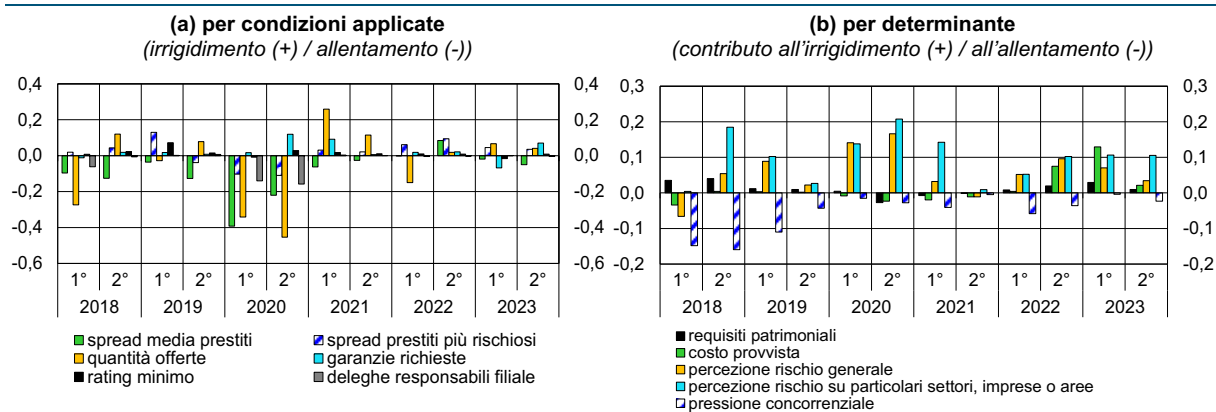 (a) per condizioni applicate
(irrigidimento (+) / allentamento (-))
0,4 0,4
0,2 0,2
0,0 0,0
-0,2 -0,2
-0,4 -0,4
-0,6 -0,6
1° 2° 1° 2° 1° 2° 1° 2° 1° 2° 1° 2°
2018 2019 2020 2021 2022 2023
spread media prestiti spread prestiti più rischiosi
quantità offerte garanzie richieste
rating minimo deleghe responsabili filiale
(b) per determinante
(contributo all'irrigidimento (+) / all'allentamento (-))
0,3 0,3
0,2 0,2
0,1 0,1
0,0 0,0
-0,1 -0,1
-0,2 -0,2
1° 2° 1° 2° 1° 2° 1° 2° 1° 2° 1° 2°
2018 2019 2020 2021 2022 2023
requisiti patrimoniali
costo provvista
percezione rischio generale
percezione rischio su particolari settori, imprese o aree
pressione concorrenziale